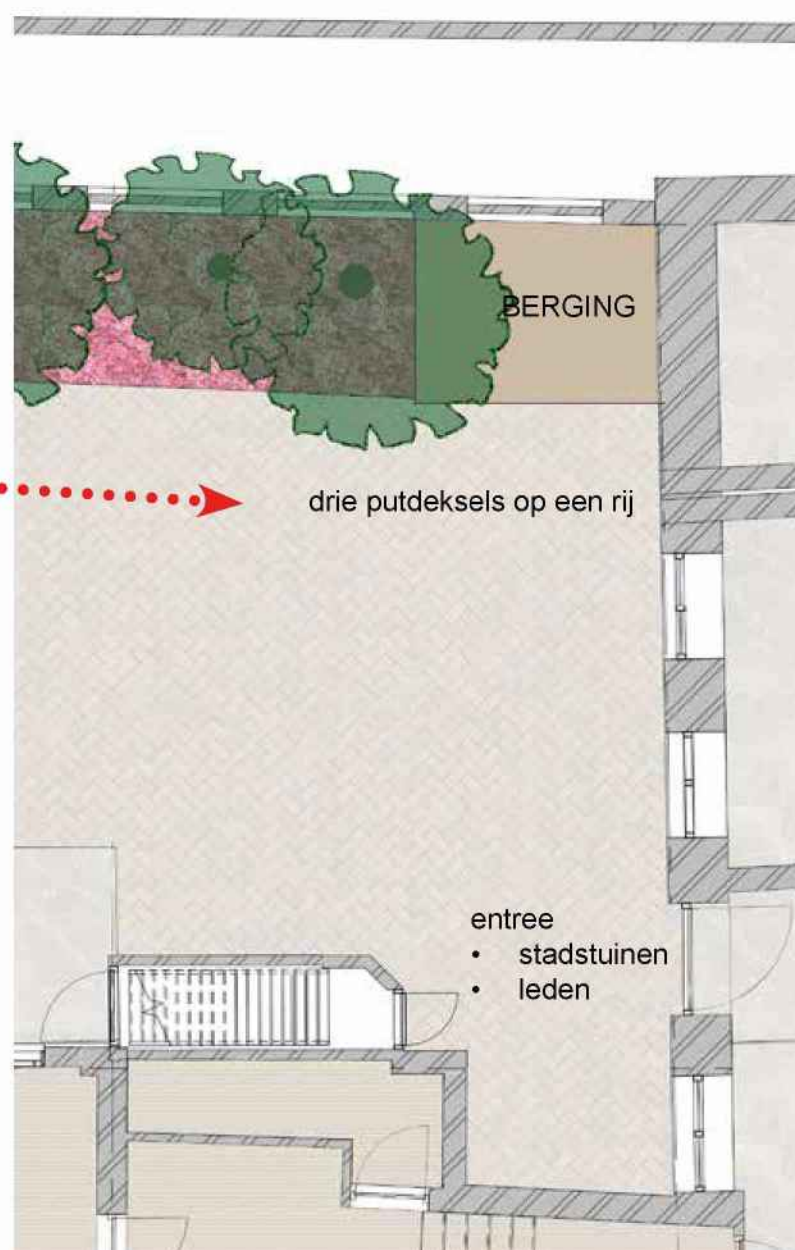 BERGING
drie putdeksels op een rij
entree
• stadstuinen
• leden